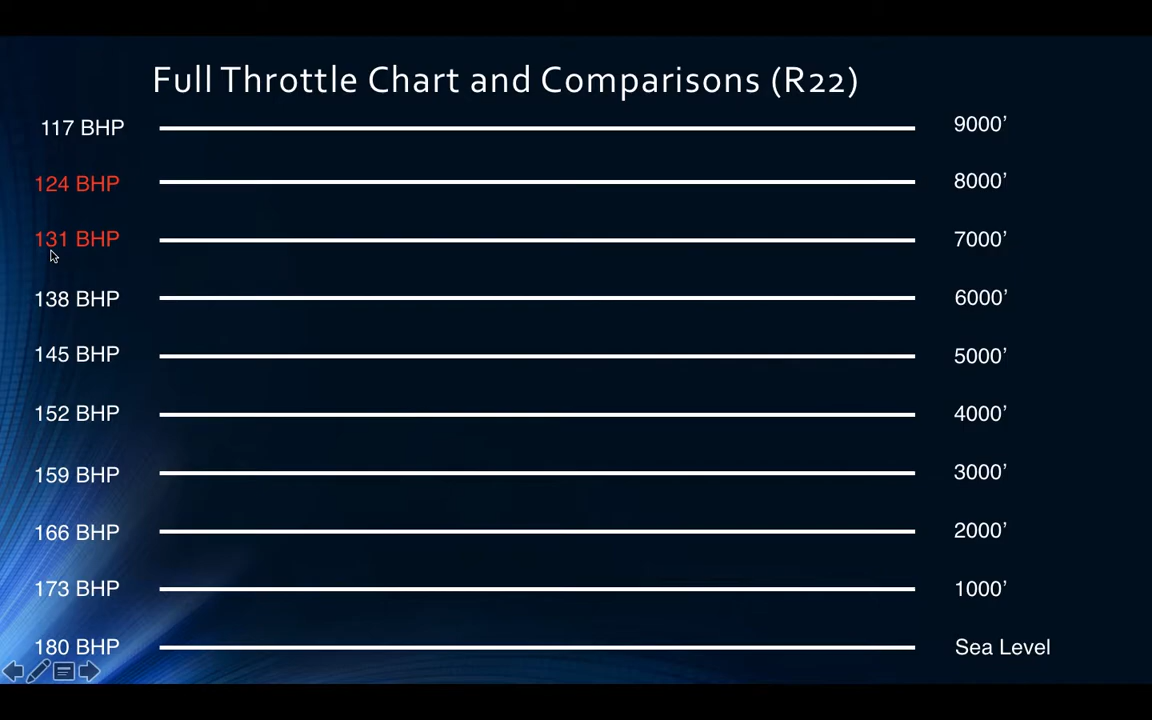 Full Throttle Chart and Comparisons (R22)
117 BHP 9000’
124 BHP 8000’
131 BHP 7000’
138 BHP 6000’
145 BHP 5000’
152 BHP 4000’
159 BHP 3000’
166 BHP 2000’
173 BHP 1000’
180 BHP Sea Level